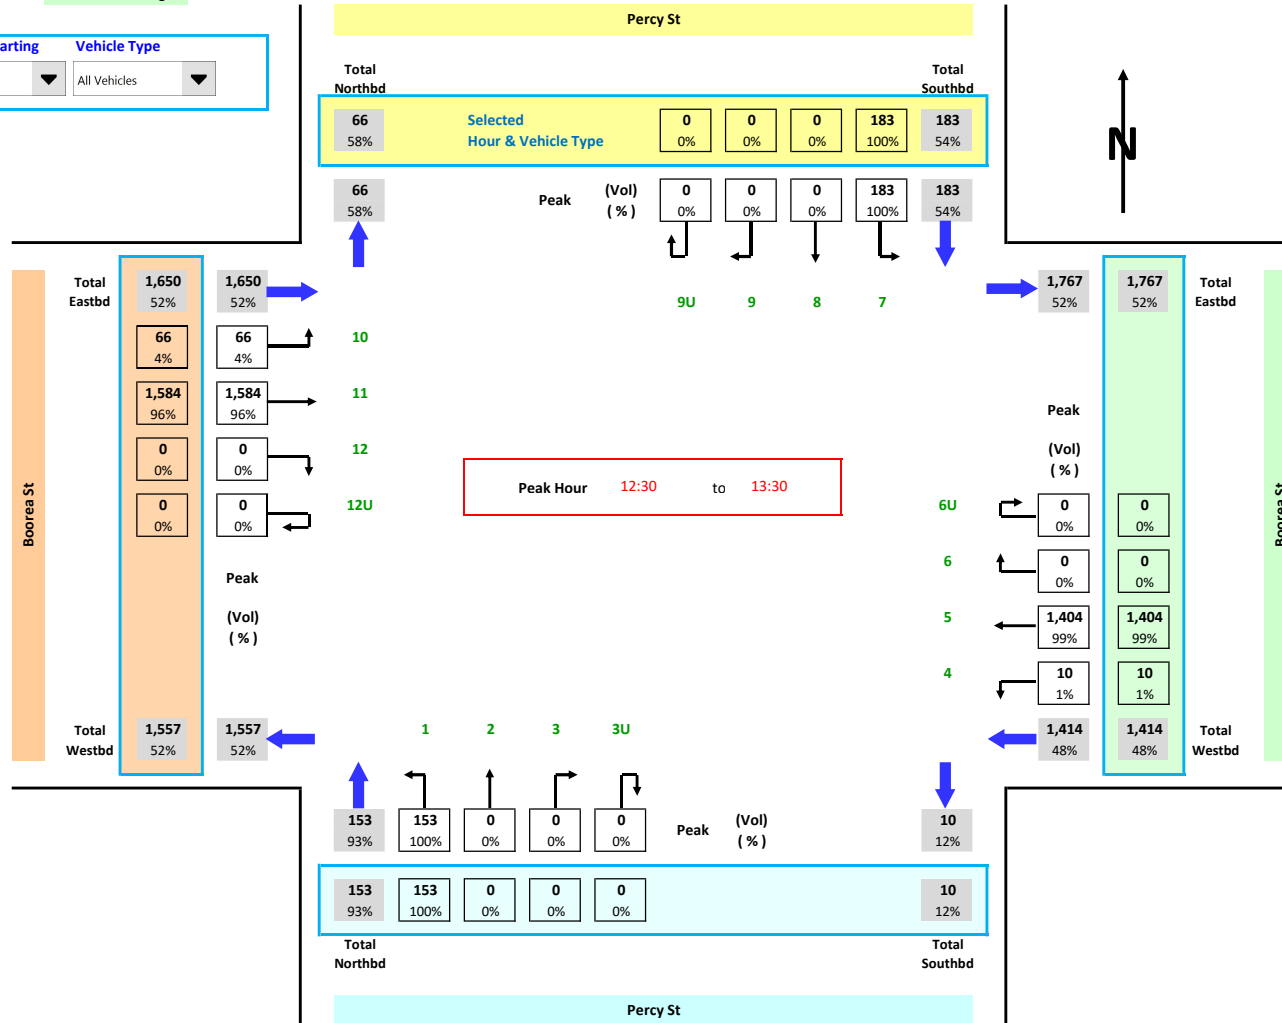 Percy St
arting Vehicle Type
All Vehicles
Total
Northbd
Total
Southbd
66
58%
Selected
Hour & Vehicle Type
0
0%
0
0%
0
0%
183
100%
183
54%
N
66
58%
Peak
(Vol)
( % )
0
0%
0
0%
0
0%
183
100%
183
54%
9U 9 8 7
Total
Eastbd
1,650
52%
1,650
52%
1,767
52%
1,767
52%
Total
Eastbd
66
4%
66
4%
10
1,584
96%
1,584
96%
11
0
0%
0
0%
12
0
0%
0
0%
12U
Boorea St
Peak
(Vol)
( % )
Peak Hour 12:30 to 13:30
Peak
(Vol)
( % )
6U
0
0%
0
0%
6
0
0%
0
0%
5
1,404
99%
1,404
99%
4
10
1%
10
1%
Boorea St
Total
Westbd
1,557
52%
1,557
52%
1 2 3 3U
1,414
48%
1,414
48%
Total
Westbd
153
93%
153
100%
0
0%
0
0%
0
0%
Peak
(Vol)
( % )
10
12%
153
93%
153
100%
0
0%
0
0%
0
0%
10
12%
Total
Northbd
Total
Southbd
Percy St